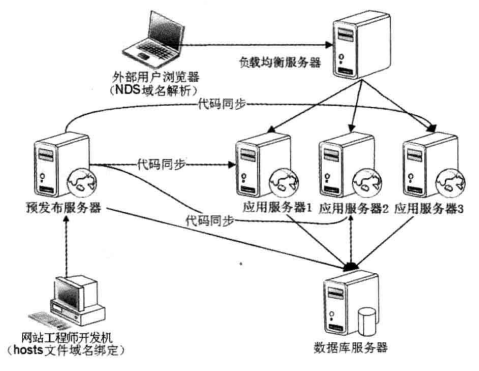 外部用户浏览器
（NDS域名解析）
负载均衡服务器
代码同步
代码同步
预发布服务器
代码同步
应用服务器1
应用服务器2
应用服务器3
网站工程师开发机
（hosts文件域名绑定）
数据库服务器